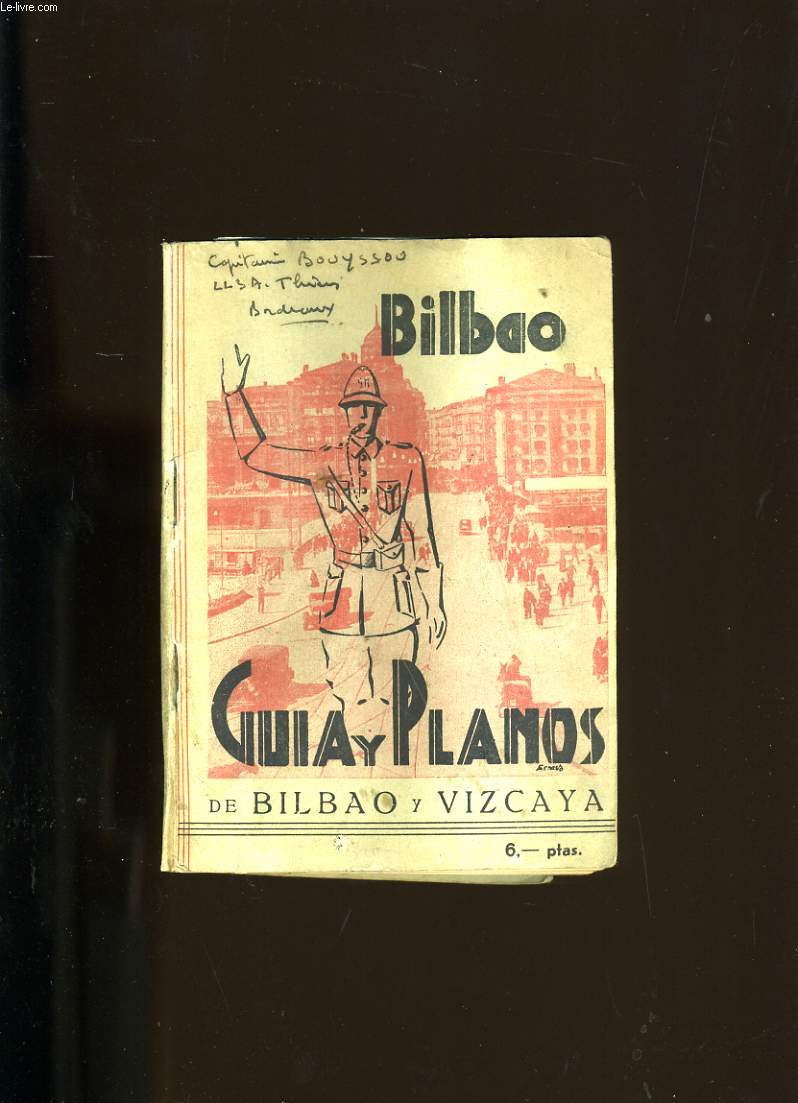 Le-livre.com
Capitaine BOUYSSOU
Bordeaux
Bilbao
GUIA Y PLANOS
DE BILBAO y VIZCAYA
6,— ptas.